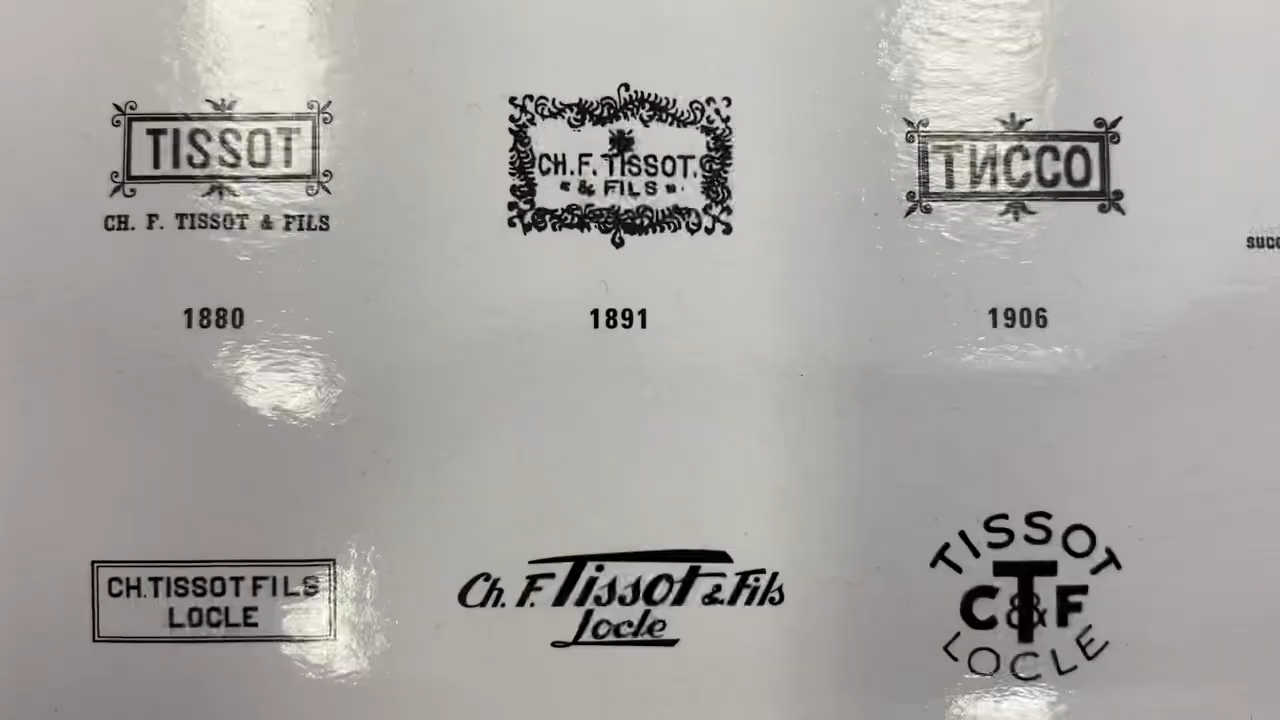 TISSOT
CH. F. TISSOT & FILS
1880
CH. F. TISSOT.
" & FILS "
1891
ТИССО
1906
CH. TISSOT FILS
LOCLE
Ch. F. Tissot & Fils
Locle
TISSOT
C T & F
LOCLE